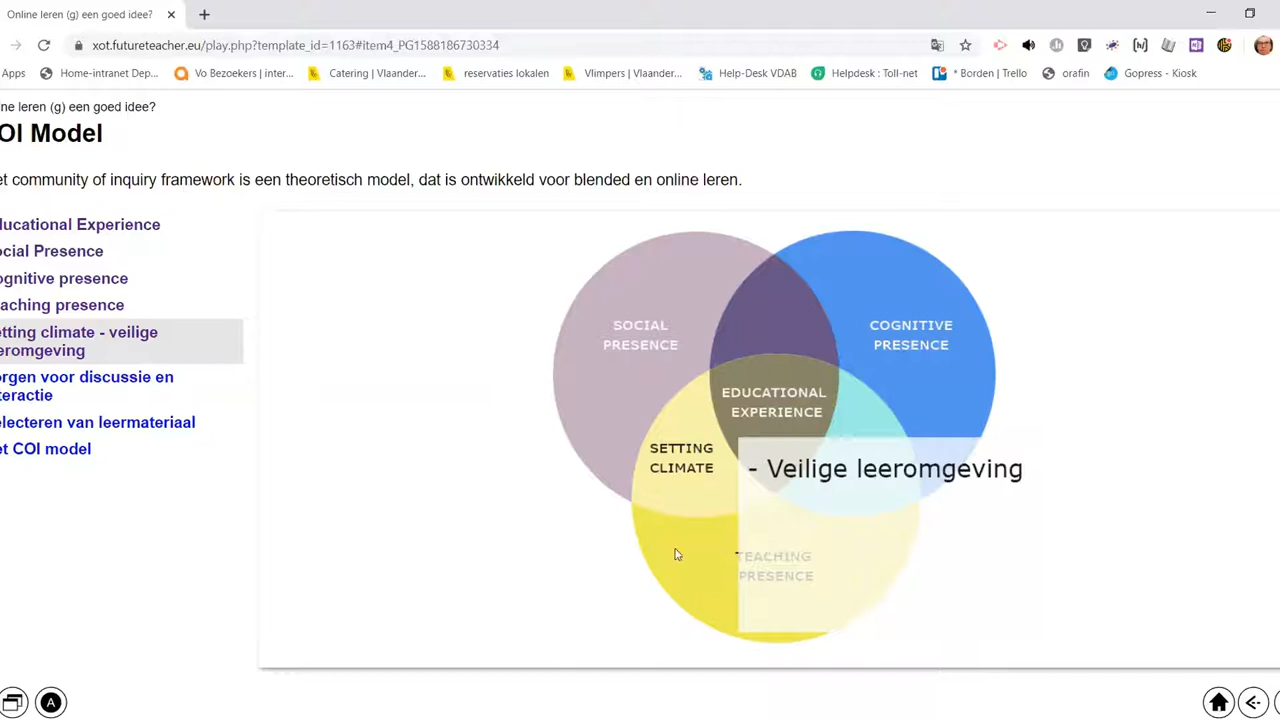 Online leren (g) een goed idee?
xot.futureteacher.eu/play.php?template_id=1163#item4_PG1588186730334
Apps Home-intranet Dep... Vo Bezoekers | inter... Catering | Vlaander... reservaties lokalen Vlimpers | Vlaander... Help-Desk VDAB Helpdesk : Toll-net * Borden | Trello orafin Gopress - Kiosk
ne leren (g) een goed idee?
OI Model
et community of inquiry framework is een theoretisch model, dat is ontwikkeld voor blended en online leren.
ducational Experience
ocial Presence
ognitive presence
aching presence
etting climate - veilige
eromgeving
orgen voor discussie en
teractie
electeren van leermateriaal
et COI model
SOCIAL
PRESENCE
COGNITIVE
PRESENCE
EDUCATIONAL
EXPERIENCE
SETTING
CLIMATE
- Veilige leeromgeving
-
TEACHING
PRESENCE
A